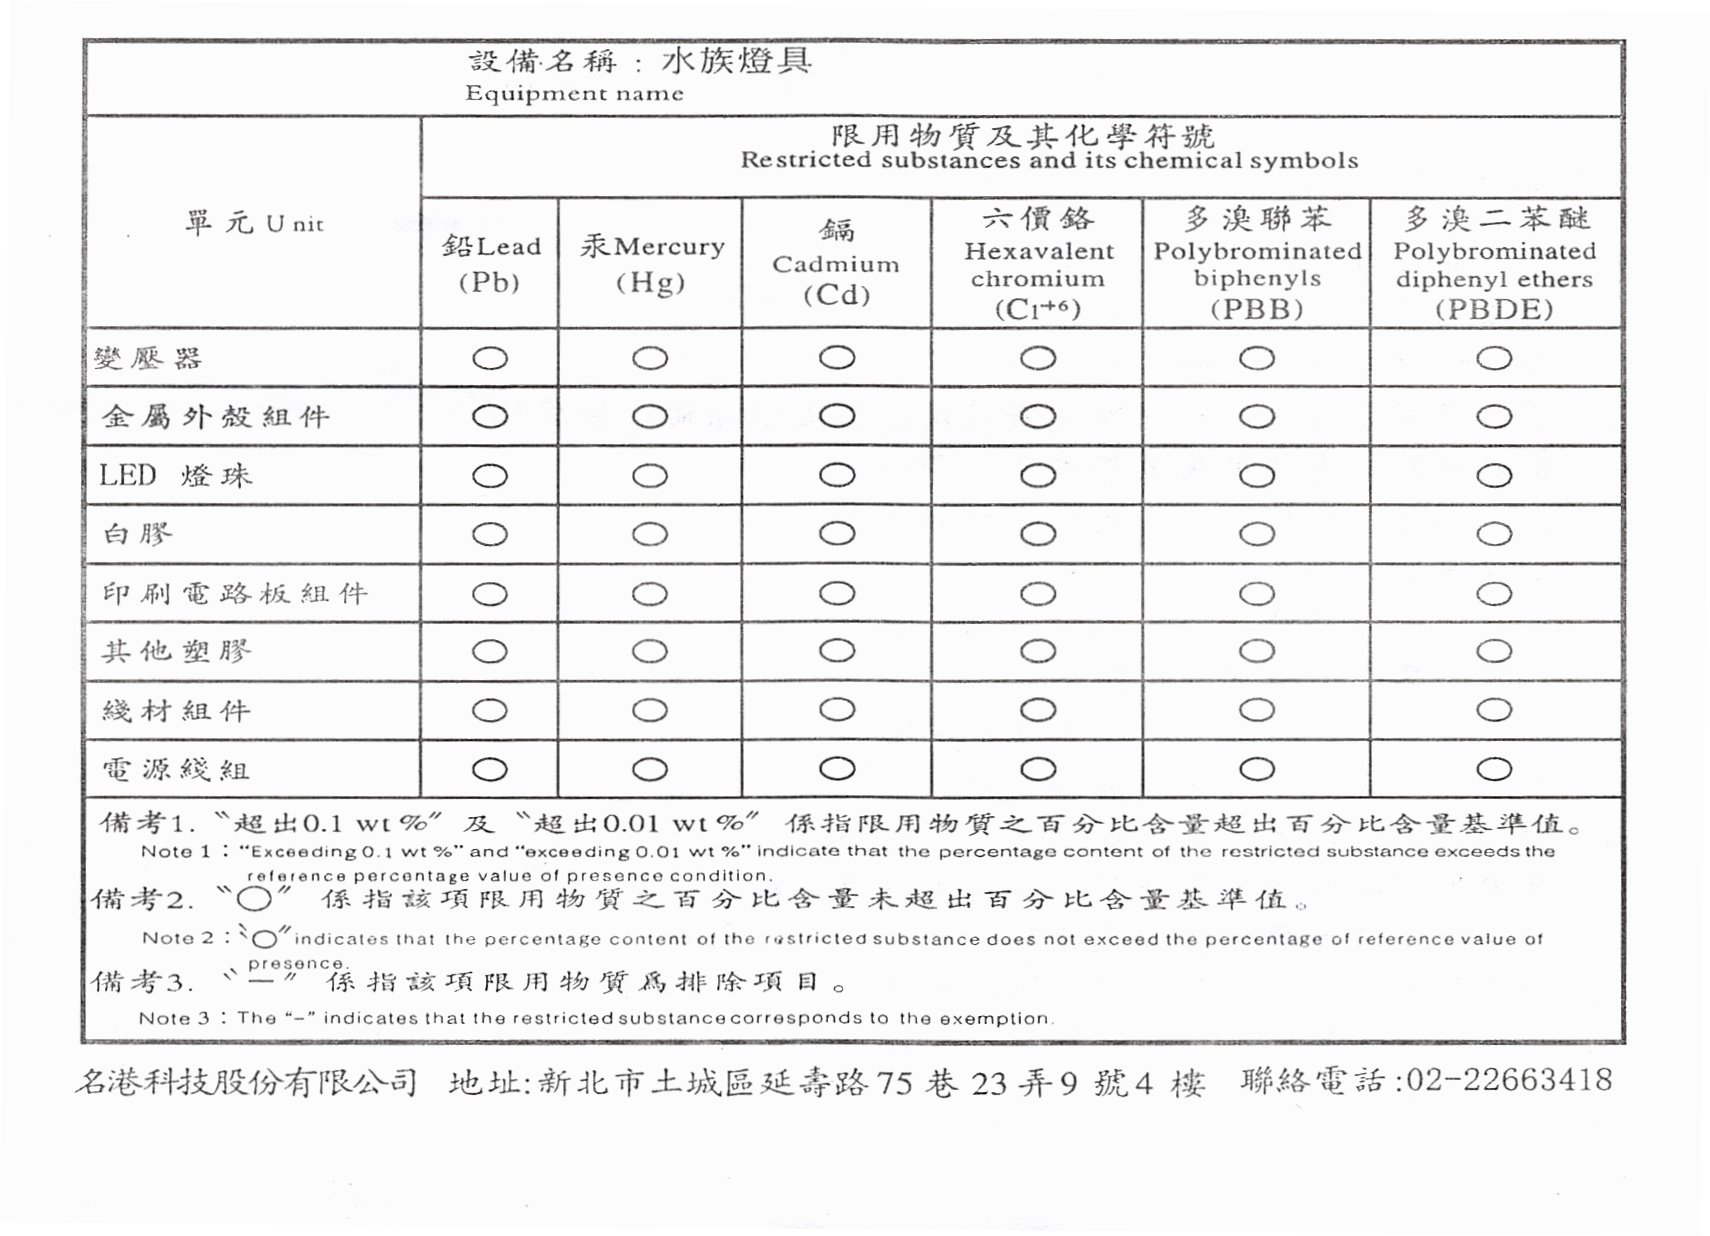 設備名稱：水族燈具
Equipment name
限用物質及其化學符號
Restricted substances and its chemical symbols
單元 Unit
鉛Lead
(Pb)
汞Mercury
(Hg)
鎘
Cadmium
(Cd)
六價鉻
Hexavalent
chromium
(Cr+6)
多溴聯苯
Polybrominated
biphenyls
(PBB)
多溴二苯醚
Polybrominated
diphenyl ethers
(PBDE)
變壓器 ○ ○ ○ ○ ○ ○
金屬外殼組件 ○ ○ ○ ○ ○ ○
LED 燈珠 ○ ○ ○ ○ ○ ○
白膠 ○ ○ ○ ○ ○ ○
印刷電路板組件 ○ ○ ○ ○ ○ ○
其他塑膠 ○ ○ ○ ○ ○ ○
綫材組件 ○ ○ ○ ○ ○ ○
電源綫組 ○ ○ ○ ○ ○ ○
備考1. 〝超出0.1 wt %〞 及 〝超出0.01 wt %〞 係指限用物質之百分比含量超出百分比含量基準值。
Note 1：“Exceeding 0.1 wt %” and “exceeding 0.01 wt %” indicate that the percentage content of the restricted substance exceeds the
reference percentage value of presence condition.
備考2. 〝○〞 係指該項限用物質之百分比含量未超出百分比含量基準值。
Note 2：〝○〞indicates that the percentage content of the restricted substance does not exceed the percentage of reference value of
presence.
備考3. 〝—〞 係指該項限用物質爲排除項目。
Note 3：The “–” indicates that the restricted substance corresponds to the exemption.
名港科技股份有限公司 地址:新北市土城區延壽路75巷23弄9號4樓 聯絡電話:02-22663418